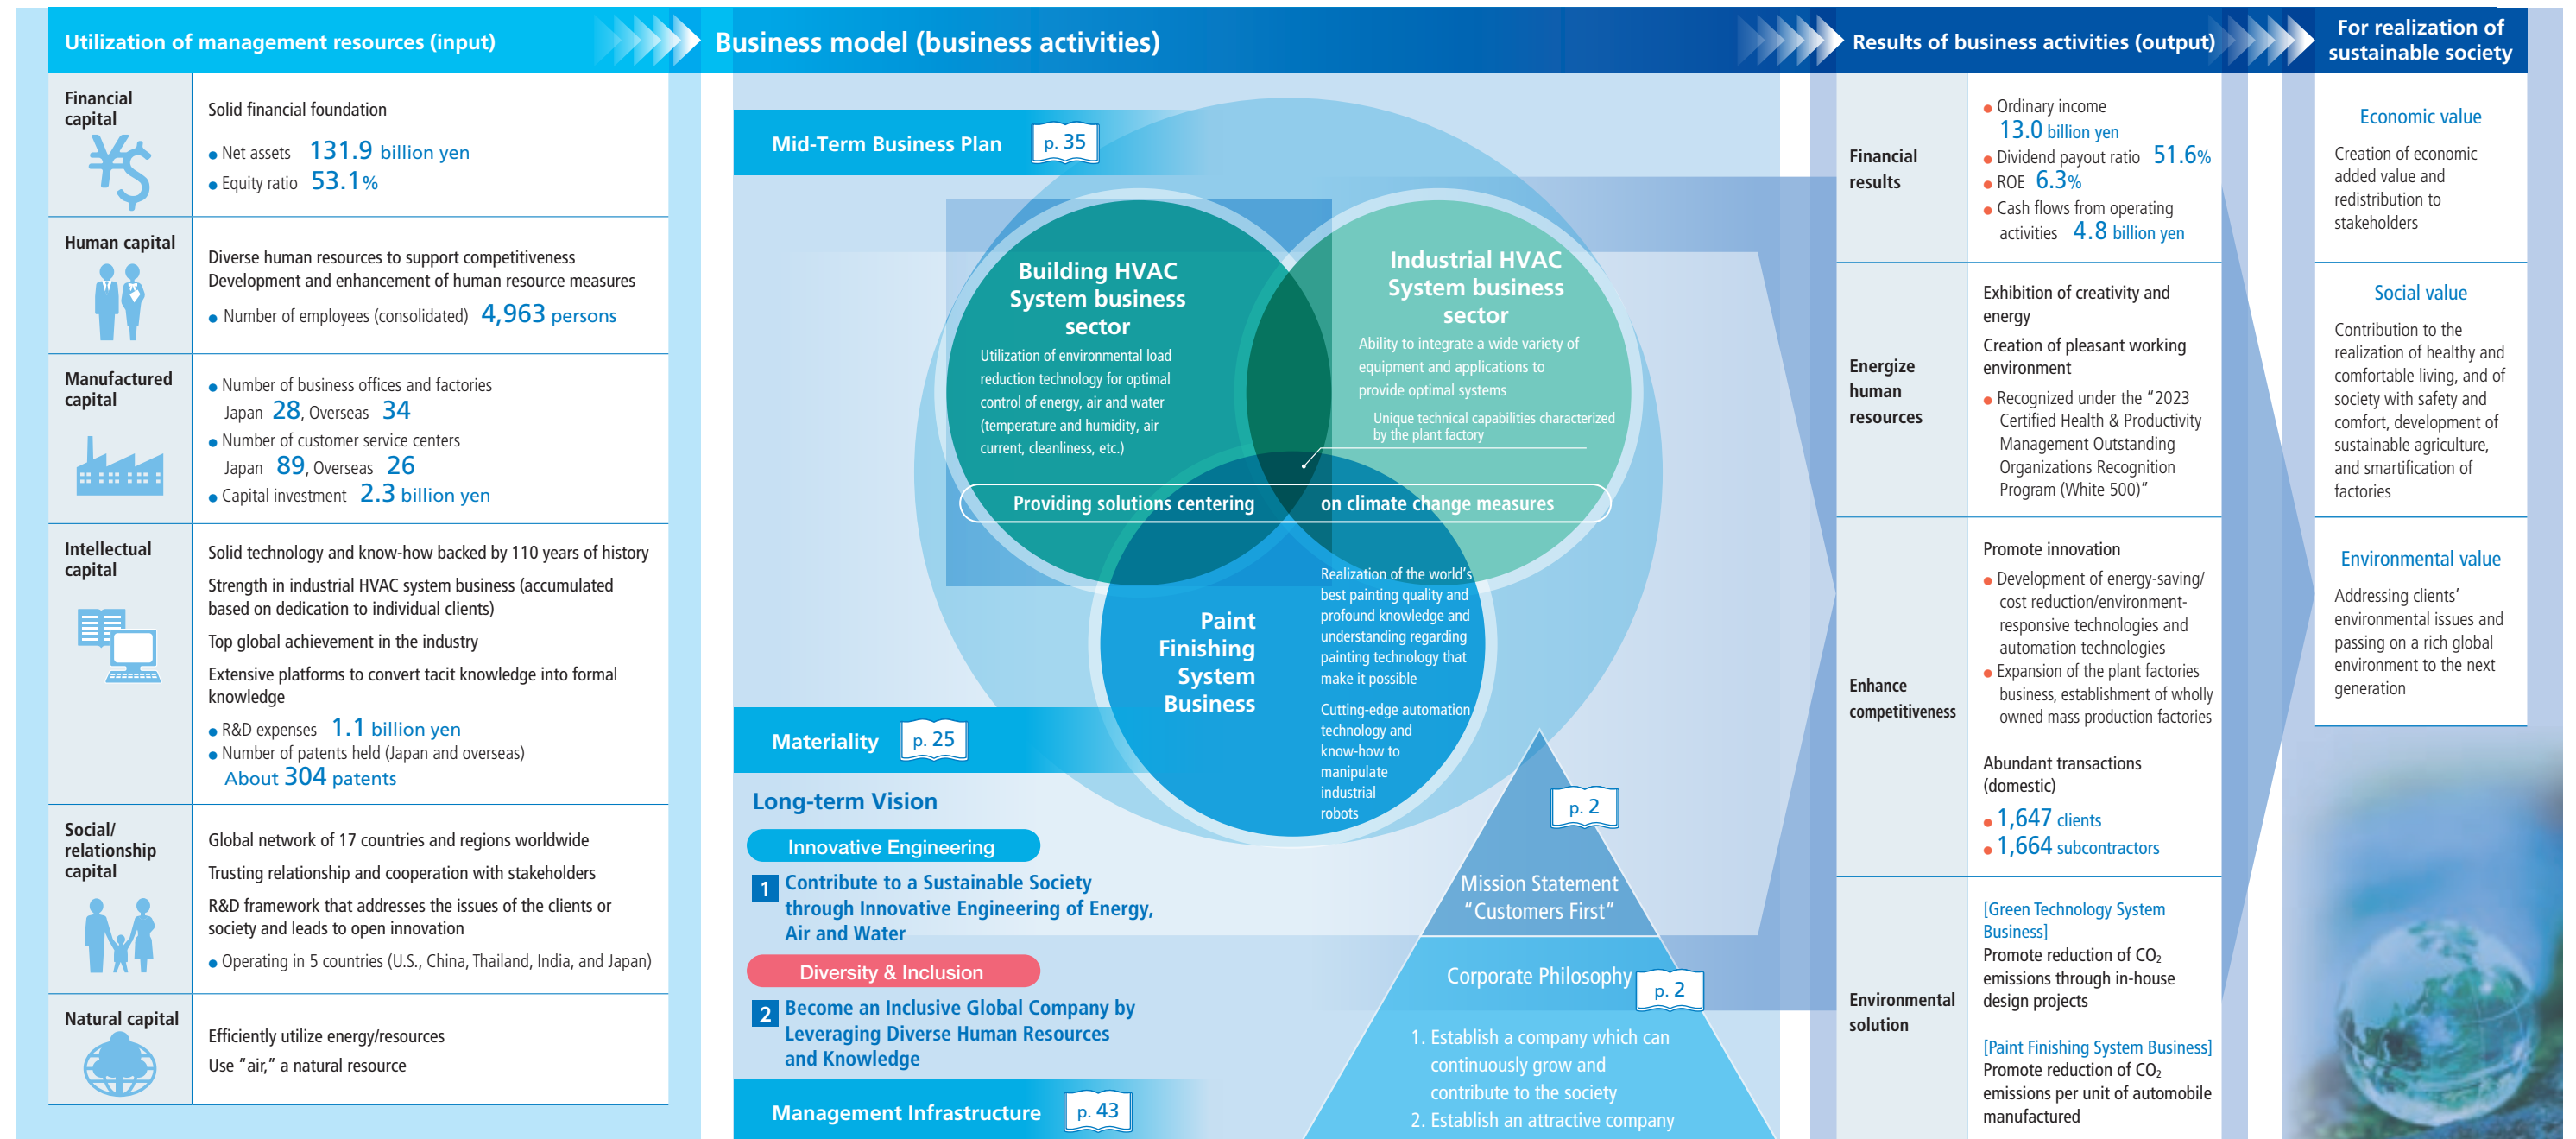 Utilization of management resources (input)
Financial
capital
Solid financial foundation
● Net assets 131.9 billion yen
● Equity ratio 53.1%
Human capital
Diverse human resources to support competitiveness
Development and enhancement of human resource measures
● Number of employees (consolidated) 4,963 persons
Manufactured
capital
● Number of business offices and factories
Japan 28, Overseas 34
● Number of customer service centers
Japan 89, Overseas 26
● Capital investment 2.3 billion yen
Intellectual
capital
Solid technology and know-how backed by 110 years of history
Strength in industrial HVAC system business (accumulated
based on dedication to individual clients)
Top global achievement in the industry
Extensive platforms to convert tacit knowledge into formal
knowledge
● R&D expenses 1.1 billion yen
● Number of patents held (Japan and overseas)
About 304 patents
Social/
relationship
capital
Global network of 17 countries and regions worldwide
Trusting relationship and cooperation with stakeholders
R&D framework that addresses the issues of the clients or
society and leads to open innovation
● Operating in 5 countries (U.S., China, Thailand, India, and Japan)
Natural capital
Efficiently utilize energy/resources
Use “air,” a natural resource
Business model (business activities)
Mid-Term Business Plan p. 35
Building HVAC
System business
sector
Utilization of environmental load
reduction technology for optimal
control of energy, air and water
(temperature and humidity, air
current, cleanliness, etc.)
Industrial HVAC
System business
sector
Ability to integrate a wide variety of
equipment and applications to
provide optimal systems
Unique technical capabilities characterized
by the plant factory
Providing solutions centering on climate change measures
Paint
Finishing
System
Business
Realization of the world’s
best painting quality and
profound knowledge and
understanding regarding
painting technology that
make it possible
Cutting-edge automation
technology and
know-how to
manipulate
industrial
robots
Materiality p. 25
Long-term Vision
Innovative Engineering
1 Contribute to a Sustainable Society
through Innovative Engineering of Energy,
Air and Water
Diversity & Inclusion
2 Become an Inclusive Global Company by
Leveraging Diverse Human Resources
and Knowledge
Management Infrastructure p. 43
p. 2
Mission Statement
“Customers First”
Corporate Philosophy p. 2
1. Establish a company which can
continuously grow and
contribute to the society
2. Establish an attractive company
Results of business activities (output)
Financial
results
● Ordinary income
13.0 billion yen
● Dividend payout ratio 51.6%
● ROE 6.3%
● Cash flows from operating
activities 4.8 billion yen
Energize
human
resources
Exhibition of creativity and
energy
Creation of pleasant working
environment
● Recognized under the “2023
Certified Health & Productivity
Management Outstanding
Organizations Recognition
Program (White 500)”
Enhance
competitiveness
Promote innovation
● Development of energy-saving/
cost reduction/environment-
responsive technologies and
automation technologies
● Expansion of the plant factories
business, establishment of wholly
owned mass production factories
Abundant transactions
(domestic)
● 1,647 clients
● 1,664 subcontractors
Environmental
solution
[Green Technology System
Business]
Promote reduction of CO₂
emissions through in-house
design projects
[Paint Finishing System Business]
Promote reduction of CO₂
emissions per unit of automobile
manufactured
For realization of
sustainable society
Economic value
Creation of economic
added value and
redistribution to
stakeholders
Social value
Contribution to the
realization of healthy and
comfortable living, and of
society with safety and
comfort, development of
sustainable agriculture,
and smartification of
factories
Environmental value
Addressing clients’
environmental issues and
passing on a rich global
environment to the next
generation